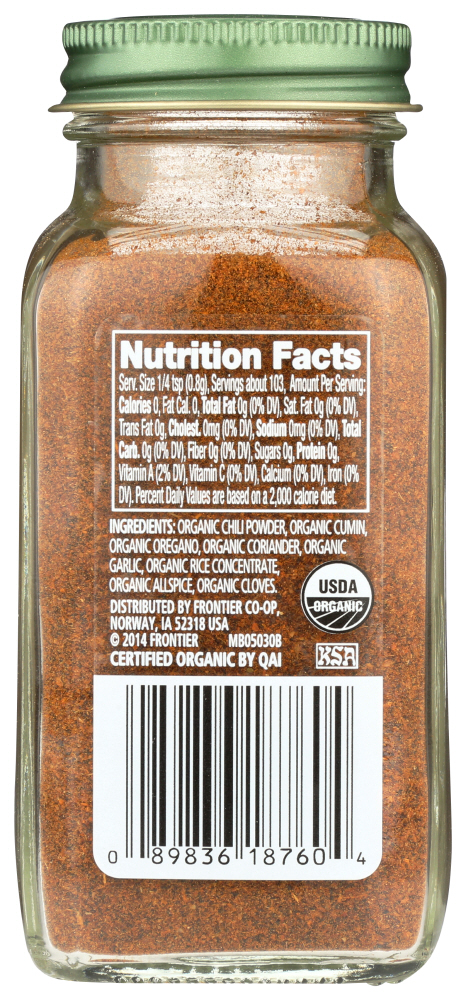 Nutrition Facts
Serv. Size 1/4 tsp (0.8g), Servings about 103, Amount Per Serving:
Calories 0, Fat Cal. 0, Total Fat 0g (0% DV), Sat. Fat 0g (0% DV),
Trans Fat 0g, Cholest. 0mg (0% DV), Sodium 0mg (0% DV), Total
Carb. 0g (0% DV), Fiber 0g (0% DV), Sugars 0g, Protein 0g,
Vitamin A (2% DV), Vitamin C (0% DV), Calcium (0% DV), Iron (0%
DV). Percent Daily Values are based on a 2,000 calorie diet.
INGREDIENTS: ORGANIC CHILI POWDER, ORGANIC CUMIN,
ORGANIC OREGANO, ORGANIC CORIANDER, ORGANIC
GARLIC, ORGANIC RICE CONCENTRATE,
ORGANIC ALLSPICE, ORGANIC CLOVES.
DISTRIBUTED BY FRONTIER CO-OP,
NORWAY, IA 52318 USA
© 2014 FRONTIER MB05030B
CERTIFIED ORGANIC BY QAI
USDA
ORGANIC
KSA
0 89836 18760 4